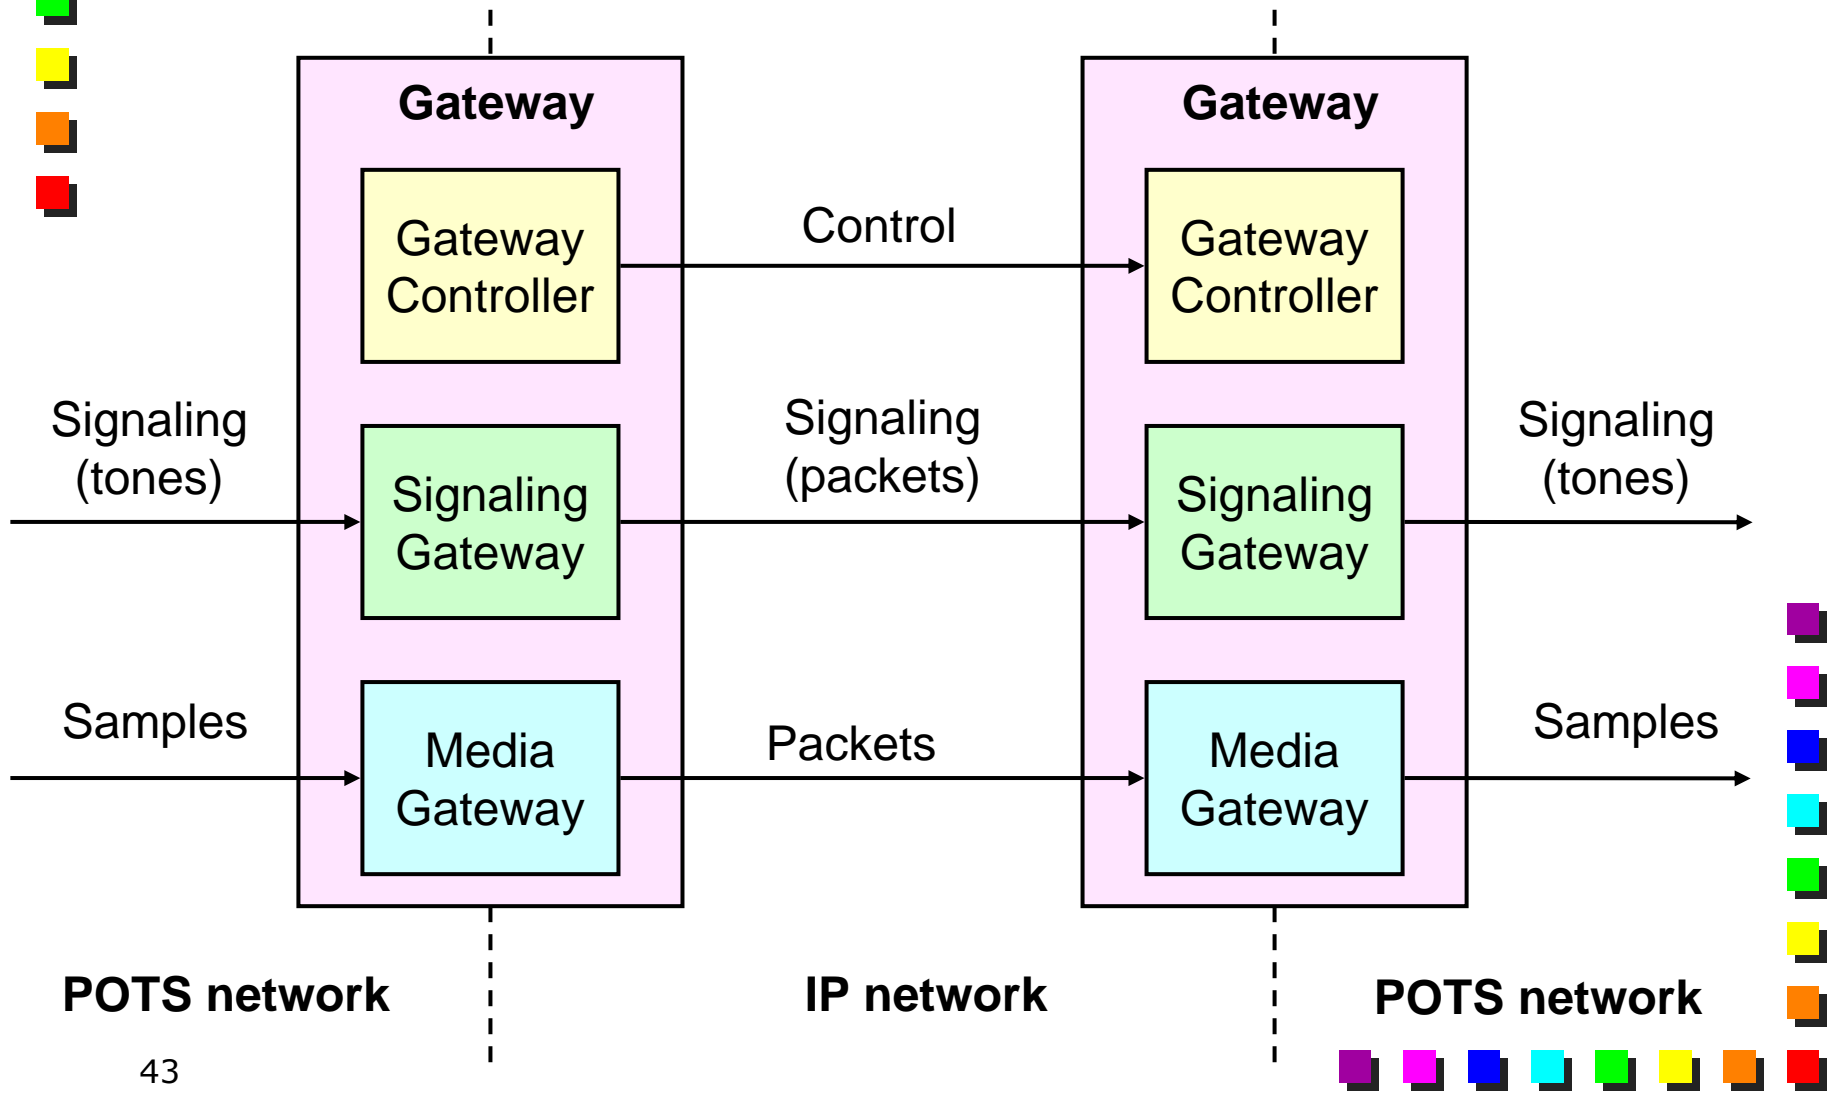 Gateway
Gateway
Gateway
Controller
Control
Gateway
Controller
Signaling
(tones)
Signaling
Gateway
Signaling
(packets)
Signaling
Gateway
Signaling
(tones)
Samples
Media
Gateway
Packets
Media
Gateway
Samples
POTS network
IP network
POTS network
43